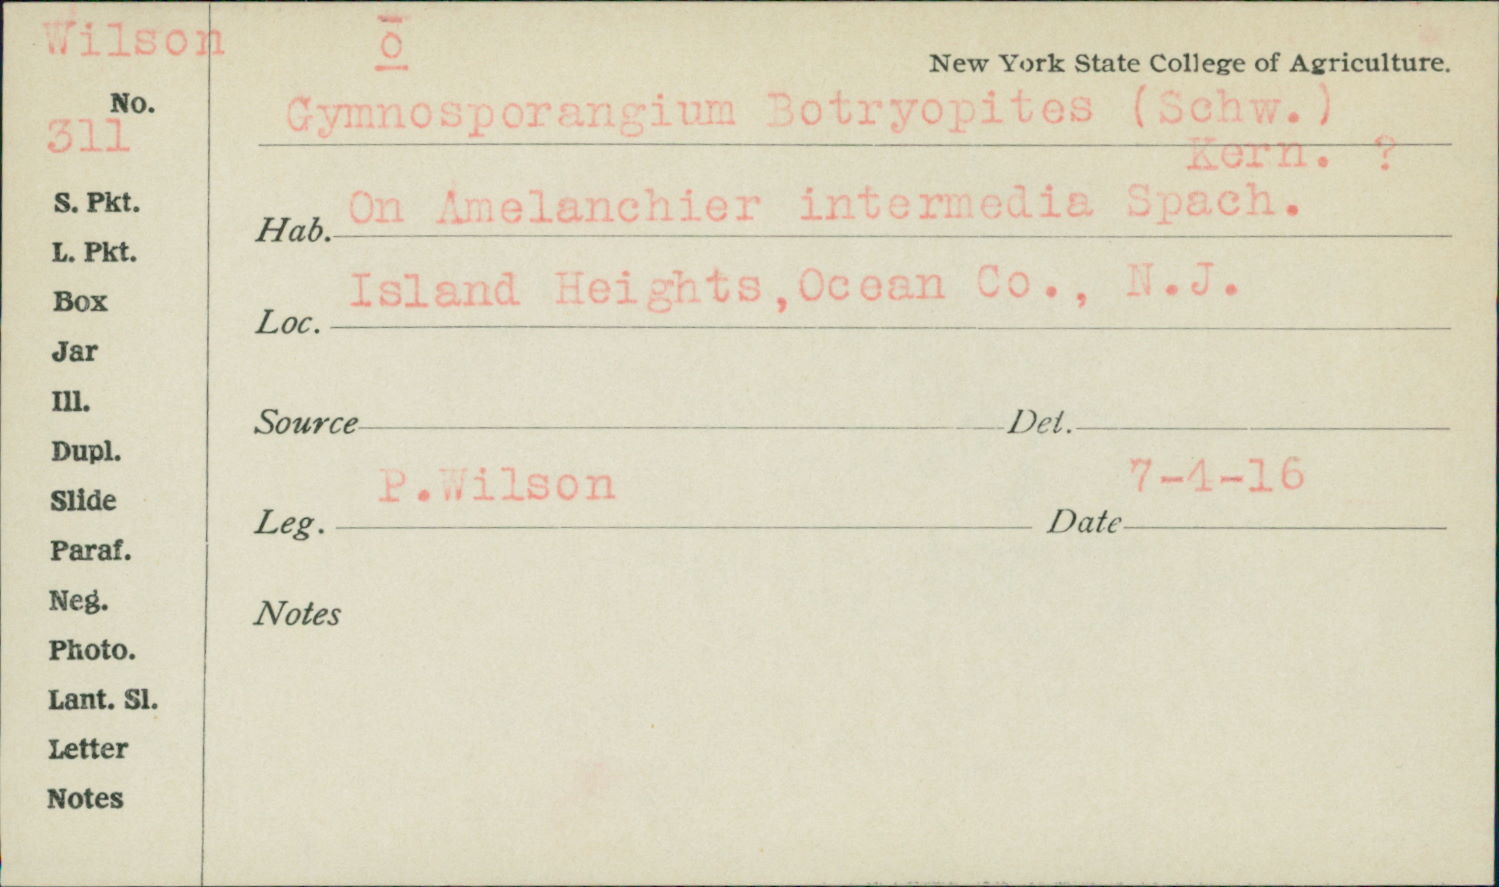 Wilson o
New York State College of Agriculture.
No.
311
Gymnosporangium Botryopites (Schw.)
Kern. ?
S. Pkt.
Hab. On Amelanchier intermedia Spach.
L. Pkt.
Box
Loc. Island Heights,Ocean Co., N.J.
Jar
Ill.
Source Det.
Dupl.
Slide
Leg. P.Wilson Date 7-4-16
Paraf.
Neg.
Notes
Photo.
Lant. Sl.
Letter
Notes